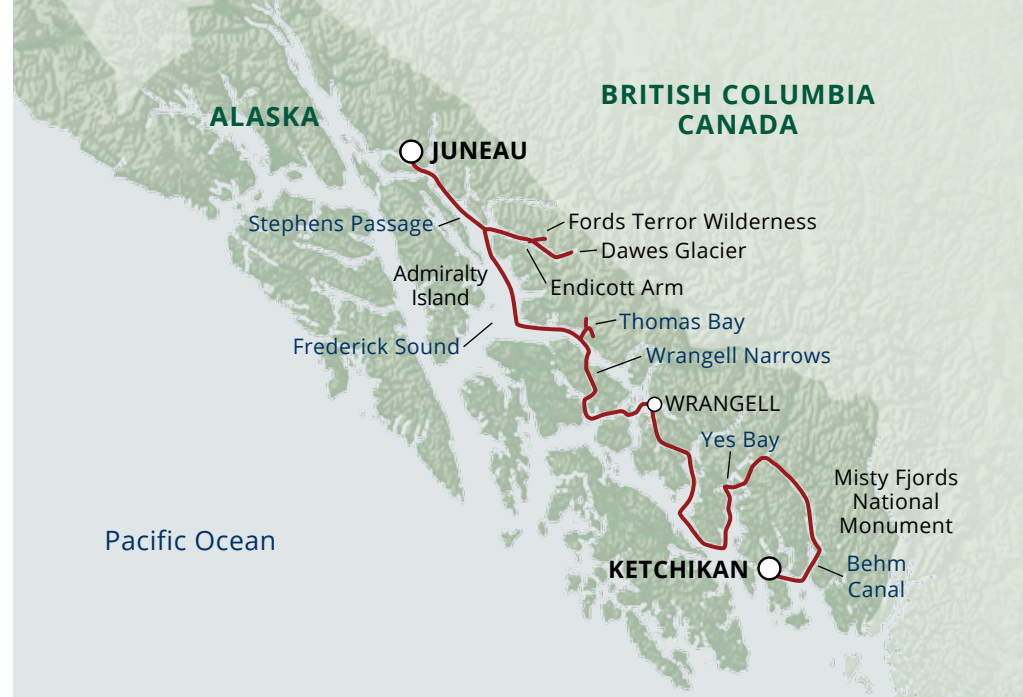 BRITISH COLUMBIA
CANADA
ALASKA
JUNEAU
Stephens Passage
Fords Terror Wilderness
Dawes Glacier
Admiralty
Island
Endicott Arm
Thomas Bay
Frederick Sound
Wrangell Narrows
WRANGELL
Yes Bay
Misty Fjords
National
Monument
Pacific Ocean
KETCHIKAN
Behm
Canal